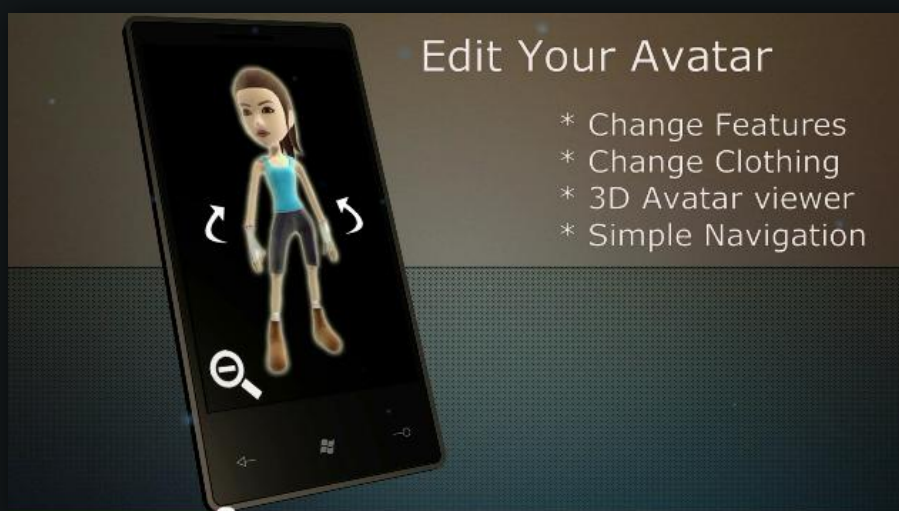 Edit Your Avatar
* Change Features
* Change Clothing
* 3D Avatar viewer
* Simple Navigation